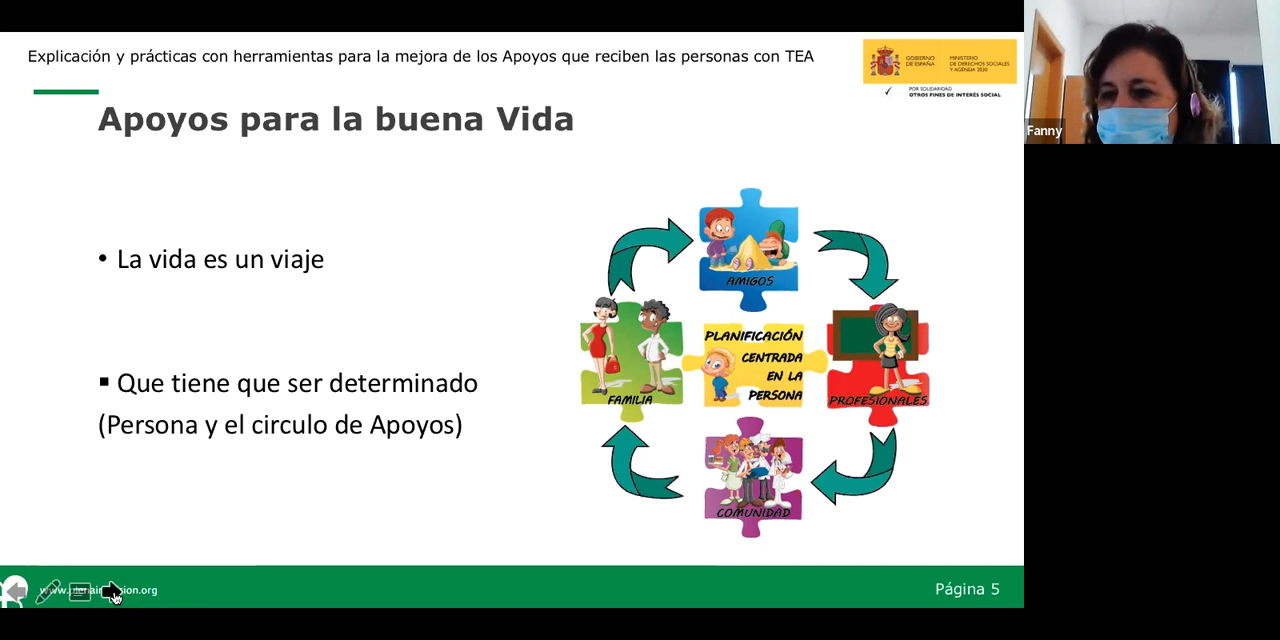 Explicación y prácticas con herramientas para la mejora de los Apoyos que reciben las personas con TEA
GOBIERNO
DE ESPAÑA
MINISTERIO
DE DERECHOS SOCIALES
Y AGENDA 2030
POR SOLIDARIDAD
OTROS FINES DE INTERÉS SOCIAL
Fanny
Apoyos para la buena Vida
• La vida es un viaje
▪ Que tiene que ser determinado
(Persona y el circulo de Apoyos)
AMIGOS
FAMILIA
PLANIFICACIÓN
CENTRADA
EN LA
PERSONA
PROFESIONALES
COMUNIDAD
Página 5